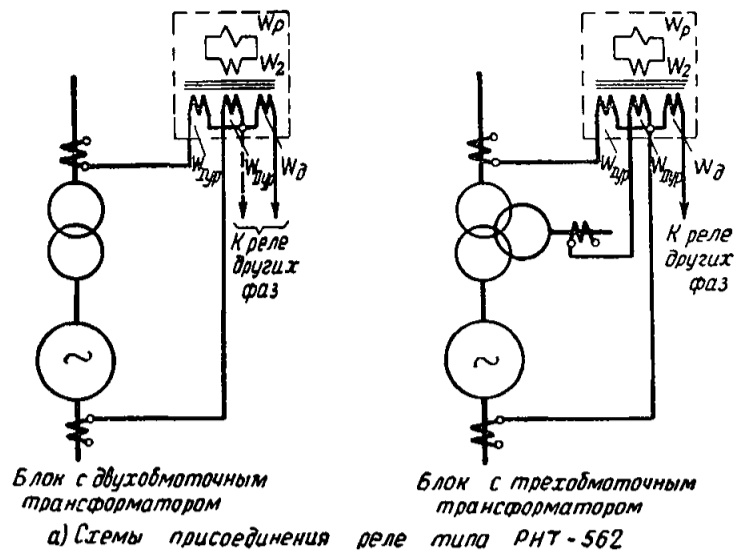 Wр
Wр
W2
W2
Wур
Wур
Wд
Wур
Wур
Wд
К реле
других
фаз
К реле
других
фаз
~
~
Блок с двухобмоточным
трансформатором
Блок с трехобмоточным
трансформатором
а) Схемы присоединения реле типа РНТ-562